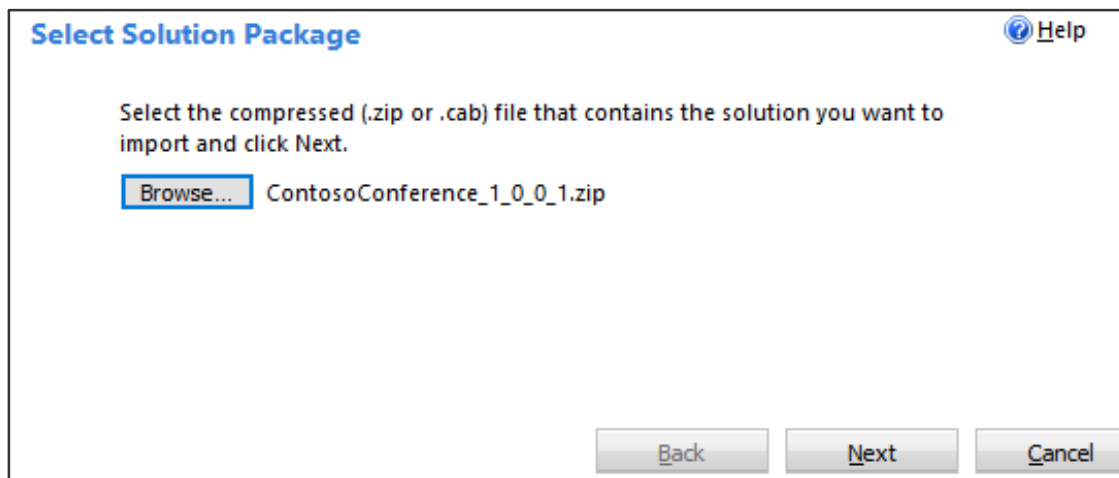 Select Solution Package
Help
Select the compressed (.zip or .cab) file that contains the solution you want to
import and click Next.
Browse... ContosoConference_1_0_0_1.zip
Back Next Cancel